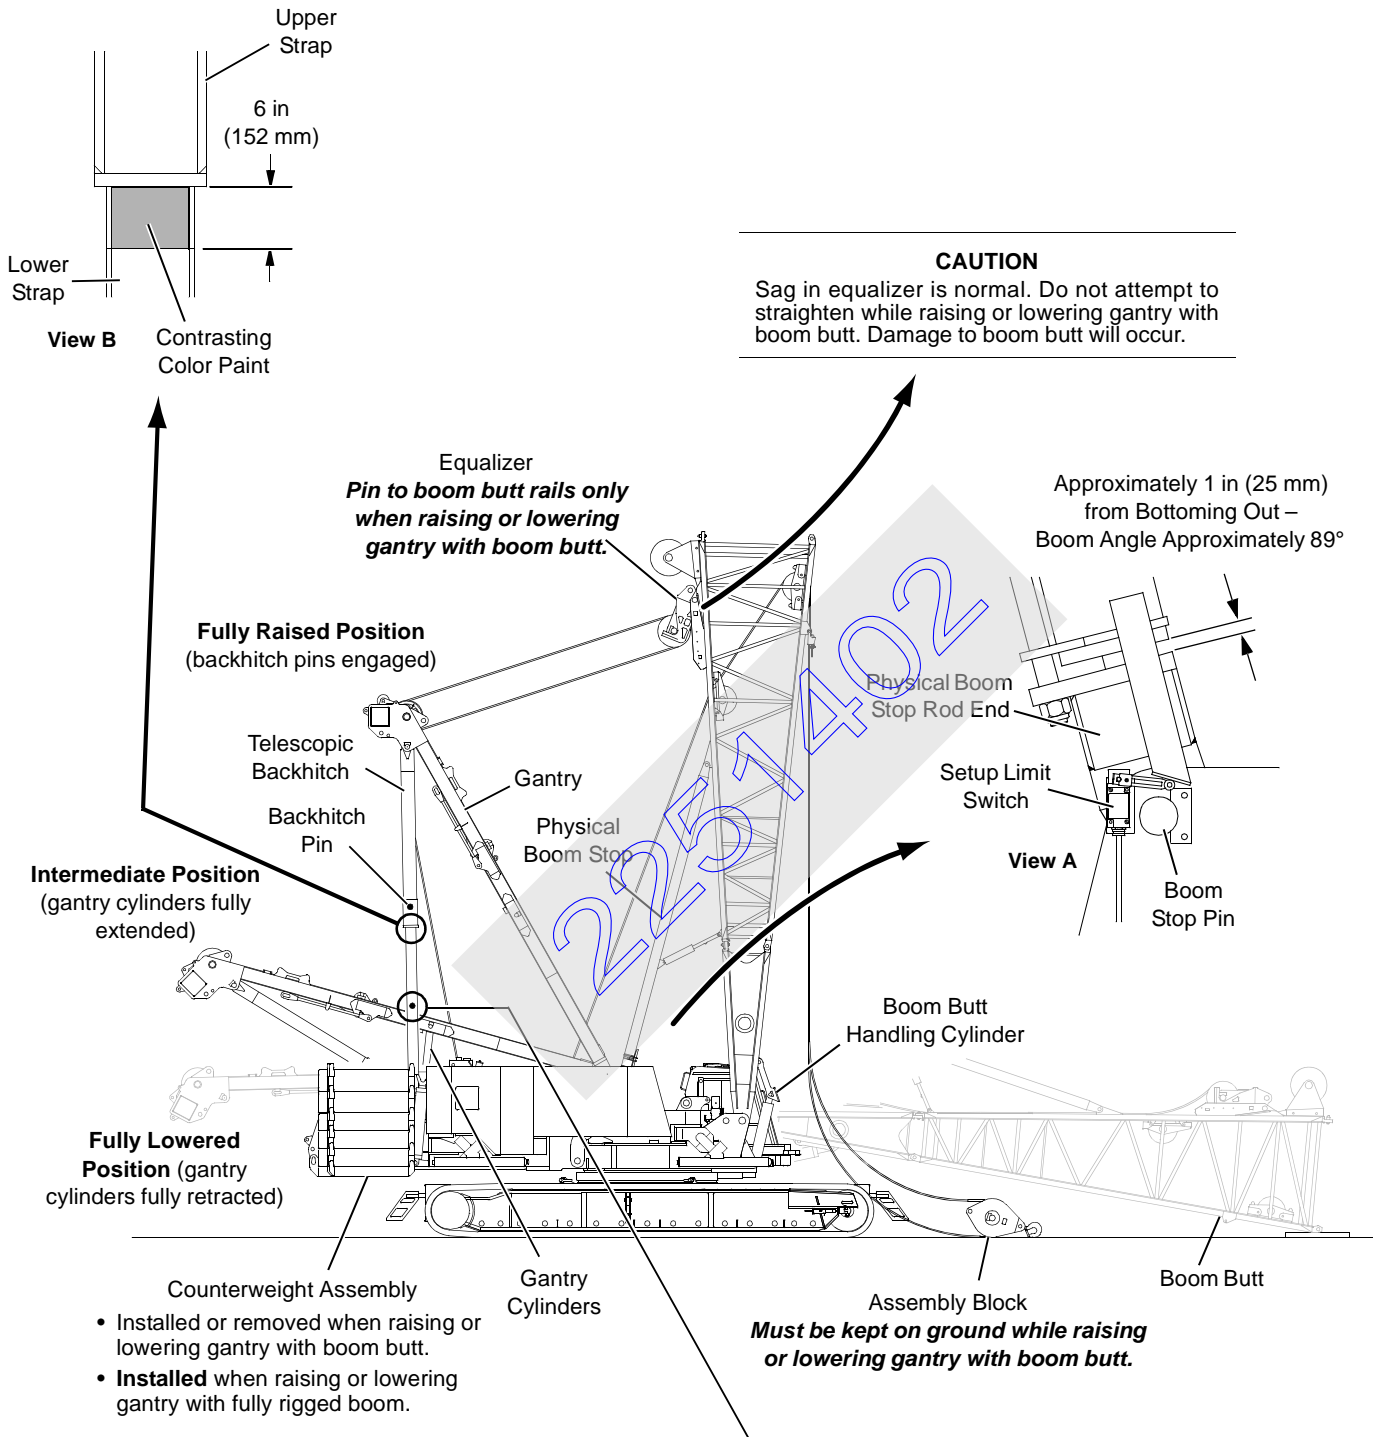 Upper
Strap
6 in
(152 mm)
Lower
Strap
View B
Contrasting
Color Paint
CAUTION
Sag in equalizer is normal. Do not attempt to
straighten while raising or lowering gantry with
boom butt. Damage to boom butt will occur.
Equalizer
Pin to boom butt rails only
when raising or lowering
gantry with boom butt.
Approximately 1 in (25 mm)
from Bottoming Out –
Boom Angle Approximately 89°
Fully Raised Position
(backhitch pins engaged)
Physical Boom
Stop Rod End
Telescopic
Backhitch
Gantry
Setup Limit
Switch
Backhitch
Pin
Physical
Boom Stop
View A
Boom
Stop Pin
Intermediate Position
(gantry cylinders fully
extended)
2251402
Boom Butt
Handling Cylinder
Fully Lowered
Position (gantry
cylinders fully retracted)
Counterweight Assembly
• Installed or removed when raising or
lowering gantry with boom butt.
• Installed when raising or lowering
gantry with fully rigged boom.
Gantry
Cylinders
Assembly Block
Must be kept on ground while raising
or lowering gantry with boom butt.
Boom Butt